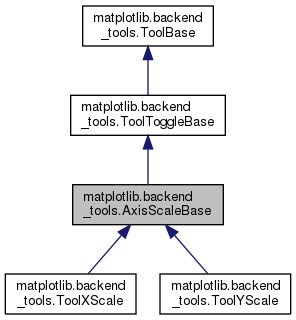 matplotlib.backend
_tools.ToolBase
matplotlib.backend
_tools.ToolToggleBase
matplotlib.backend
_tools.AxisScaleBase
matplotlib.backend
_tools.ToolXScale
matplotlib.backend
_tools.ToolYScale